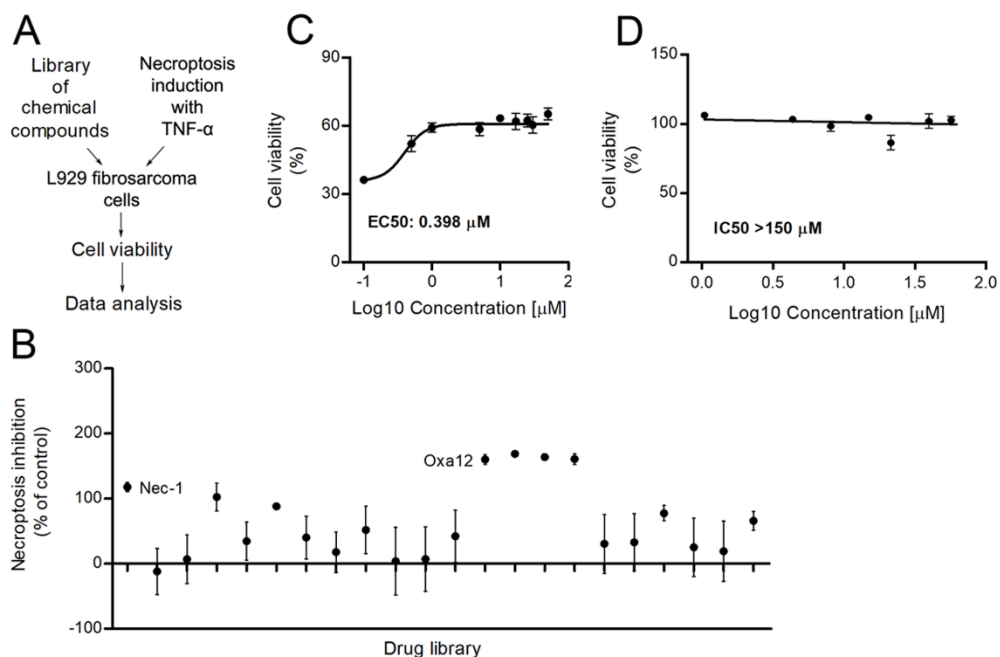 A
Library
of
chemical
compounds
Necroptosis
induction
with
TNF-α
L929 fibrosarcoma
cells
Cell viability
Data analysis
C
Cell viability
(%)
90
60
30
0
EC50: 0.398 μM
-1
0
1
2
Log10 Concentration [μM]
D
Cell viability
(%)
150
100
50
0
IC50 >150 μM
0.0
0.5
1.0
1.5
2.0
Log10 Concentration [μM]
B
Necroptosis inhibition
(% of control)
300
200
100
0
-100
Nec-1
Oxa12
Drug library